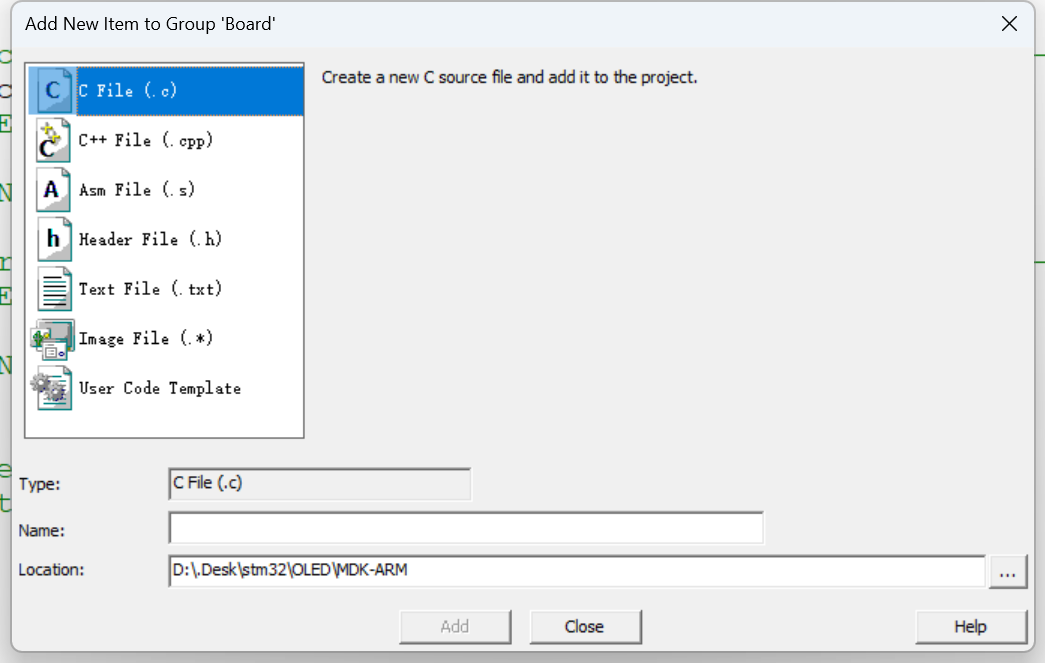 Add New Item to Group 'Board'
C File (.c)
Create a new C source file and add it to the project.
C++ File (.cpp)
Asm File (.s)
Header File (.h)
Text File (.txt)
Image File (.*)
User Code Template
Type:
C File (.c)
Name:
Location:
D:\.Desk\stm32\OLED\MDK-ARM
...
Add
Close
Help